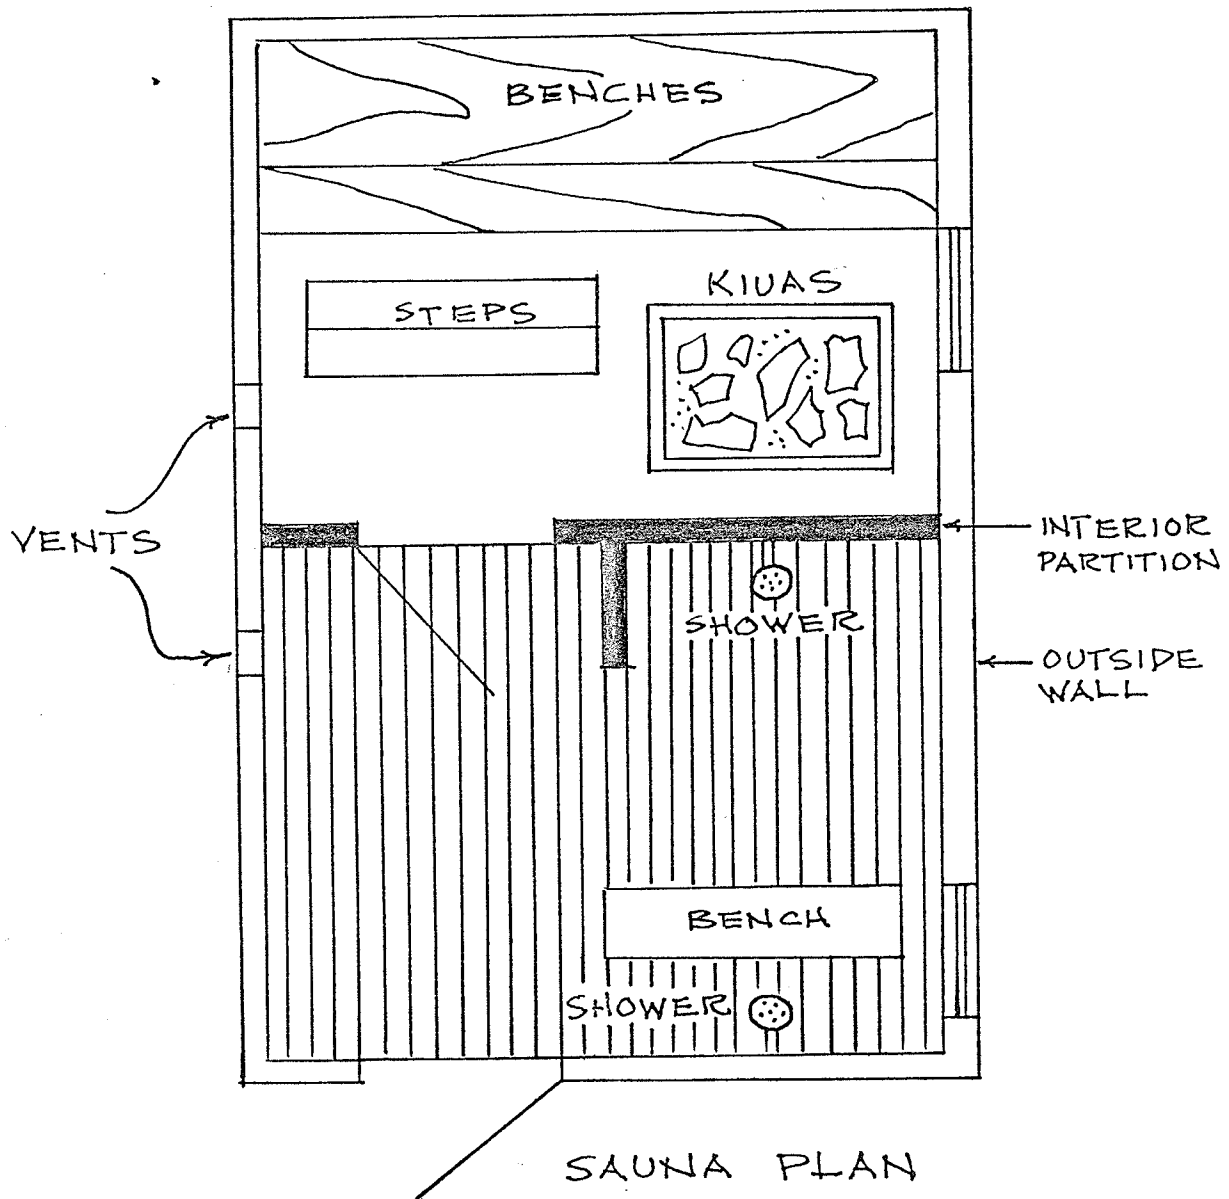 BENCHES
KIUAS
STEPS
VENTS
INTERIOR
PARTITION
SHOWER
OUTSIDE
WALL
BENCH
SHOWER
SAUNA PLAN